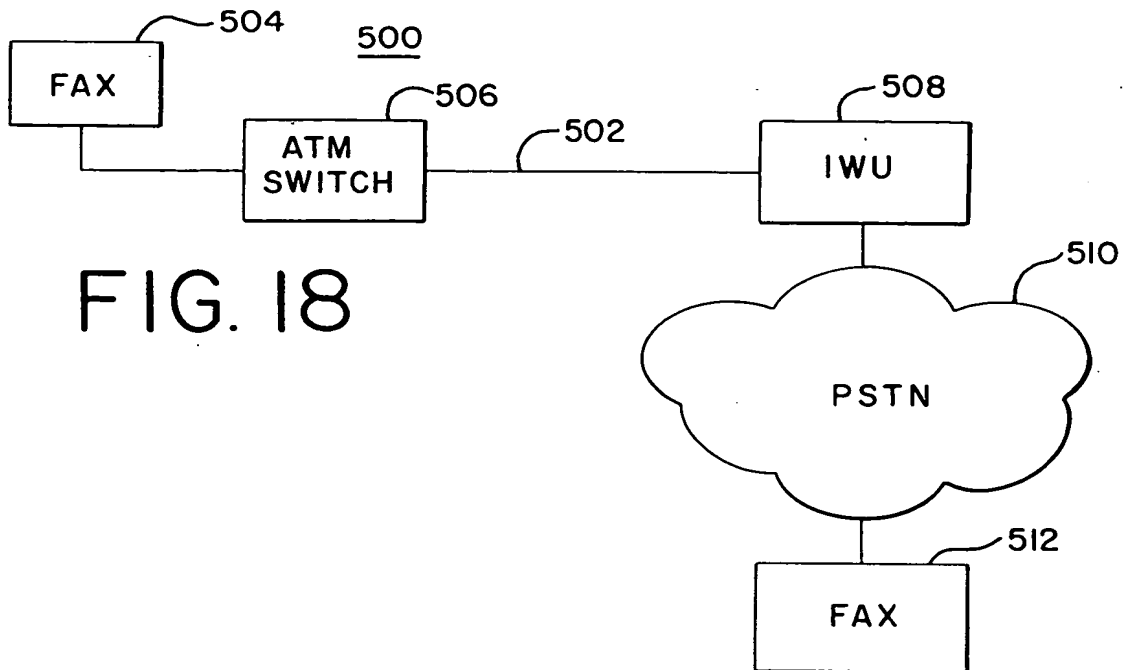 504
500
FAX
506
508
ATM
SWITCH
502
IWU
510
FIG. 18
PSTN
512
FAX